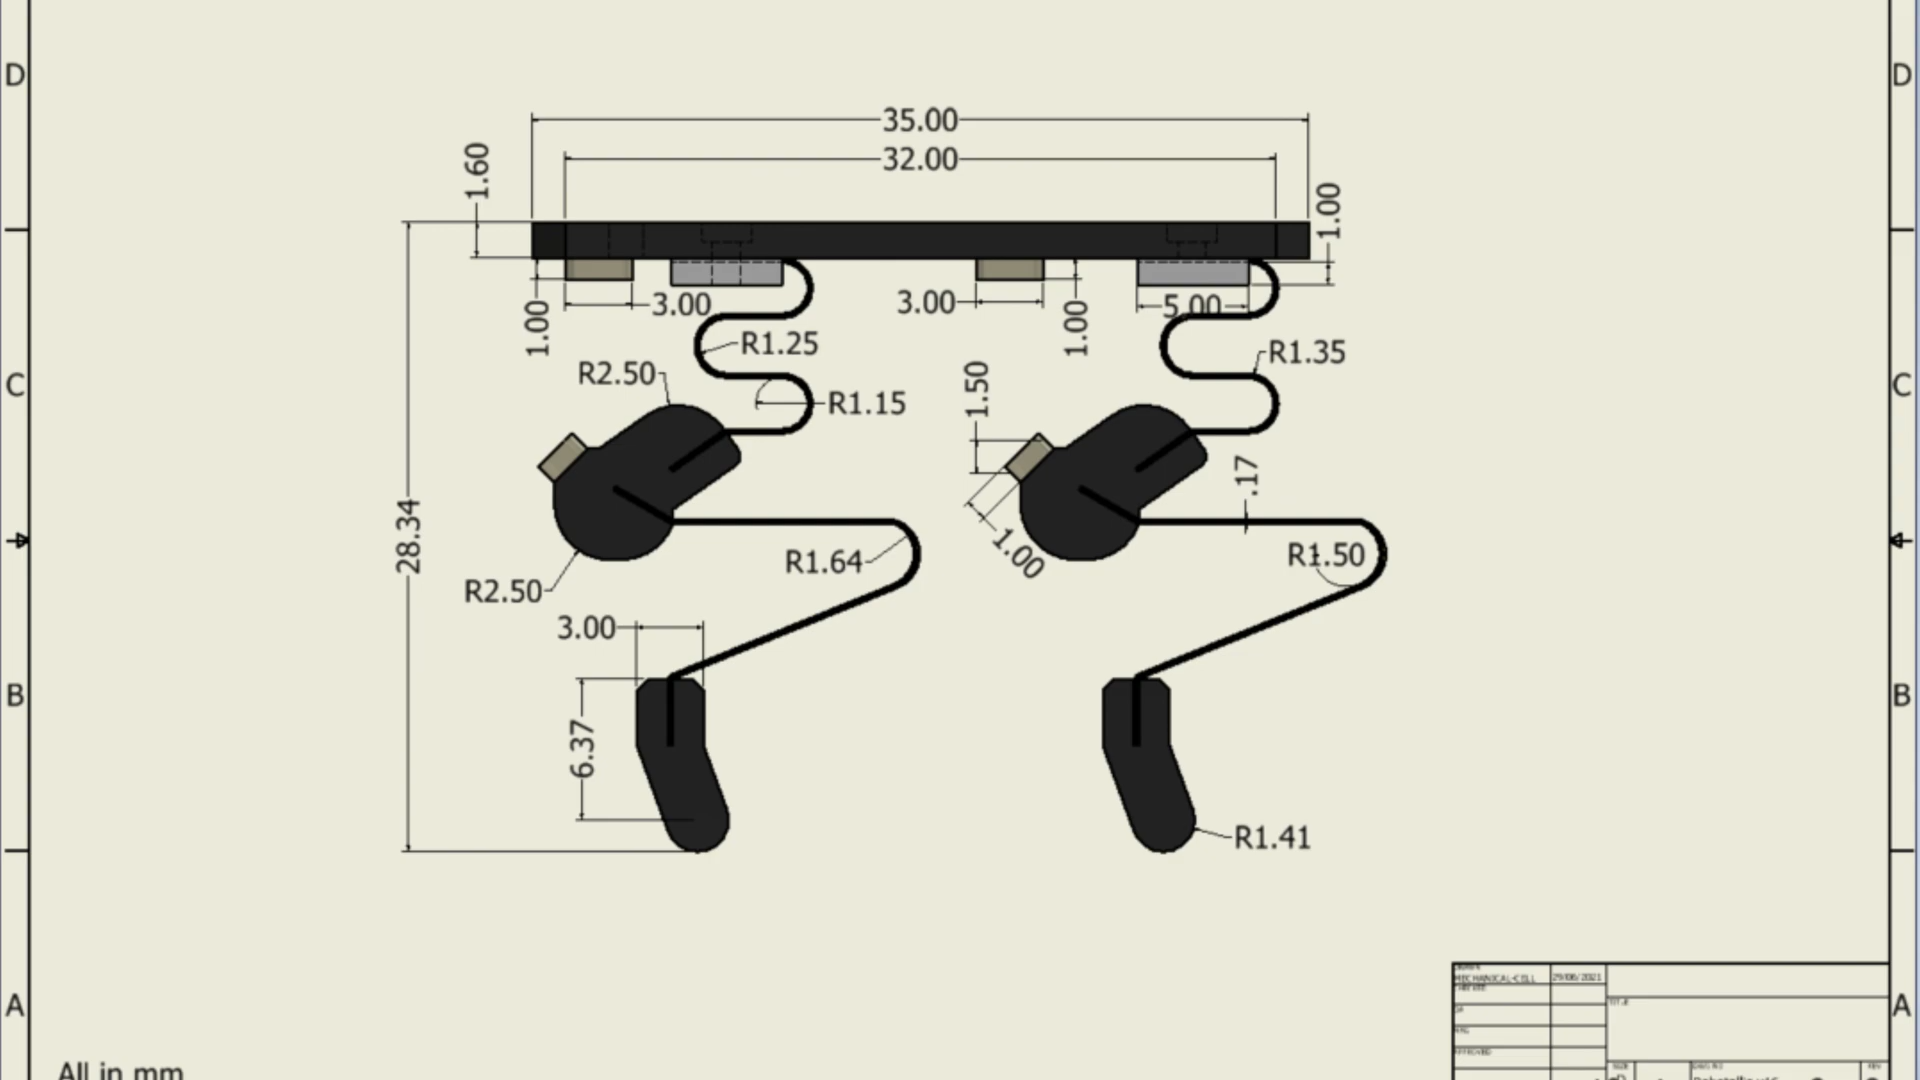 D
D
35.00
32.00
1.60
1.00
3.00
3.00
5.00
1.00
1.00
R1.25
R1.35
C
C
R2.50
1.50
R1.15
.17
28.34
R1.64
1.00
R1.50
R2.50
3.00
B
B
6.37
R1.41
MECHANICAL-CELL
29/06/2021
A
A
All in mm